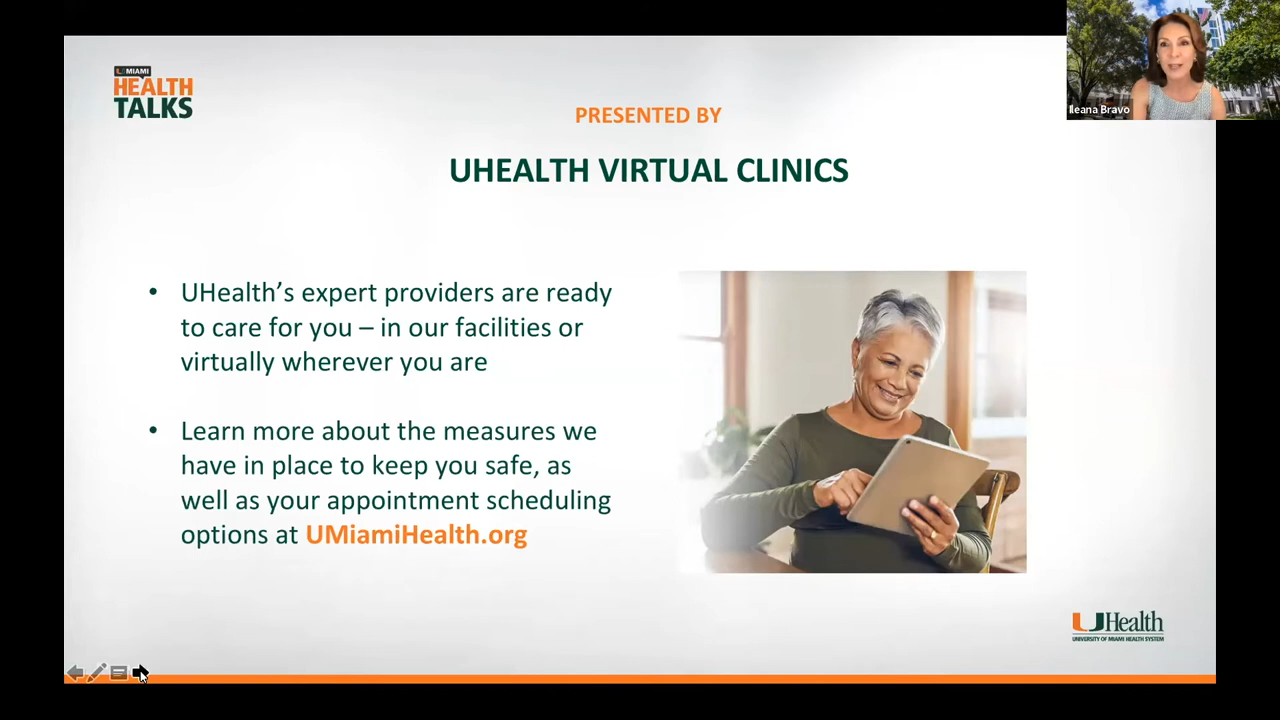 U MIAMI
HEALTH
TALKS
Ileana Bravo
PRESENTED BY
UHEALTH VIRTUAL CLINICS
• UHealth’s expert providers are ready
to care for you – in our facilities or
virtually wherever you are
• Learn more about the measures we
have in place to keep you safe, as
well as your appointment scheduling
options at UMiamiHealth.org
UHealth
UNIVERSITY OF MIAMI HEALTH SYSTEM